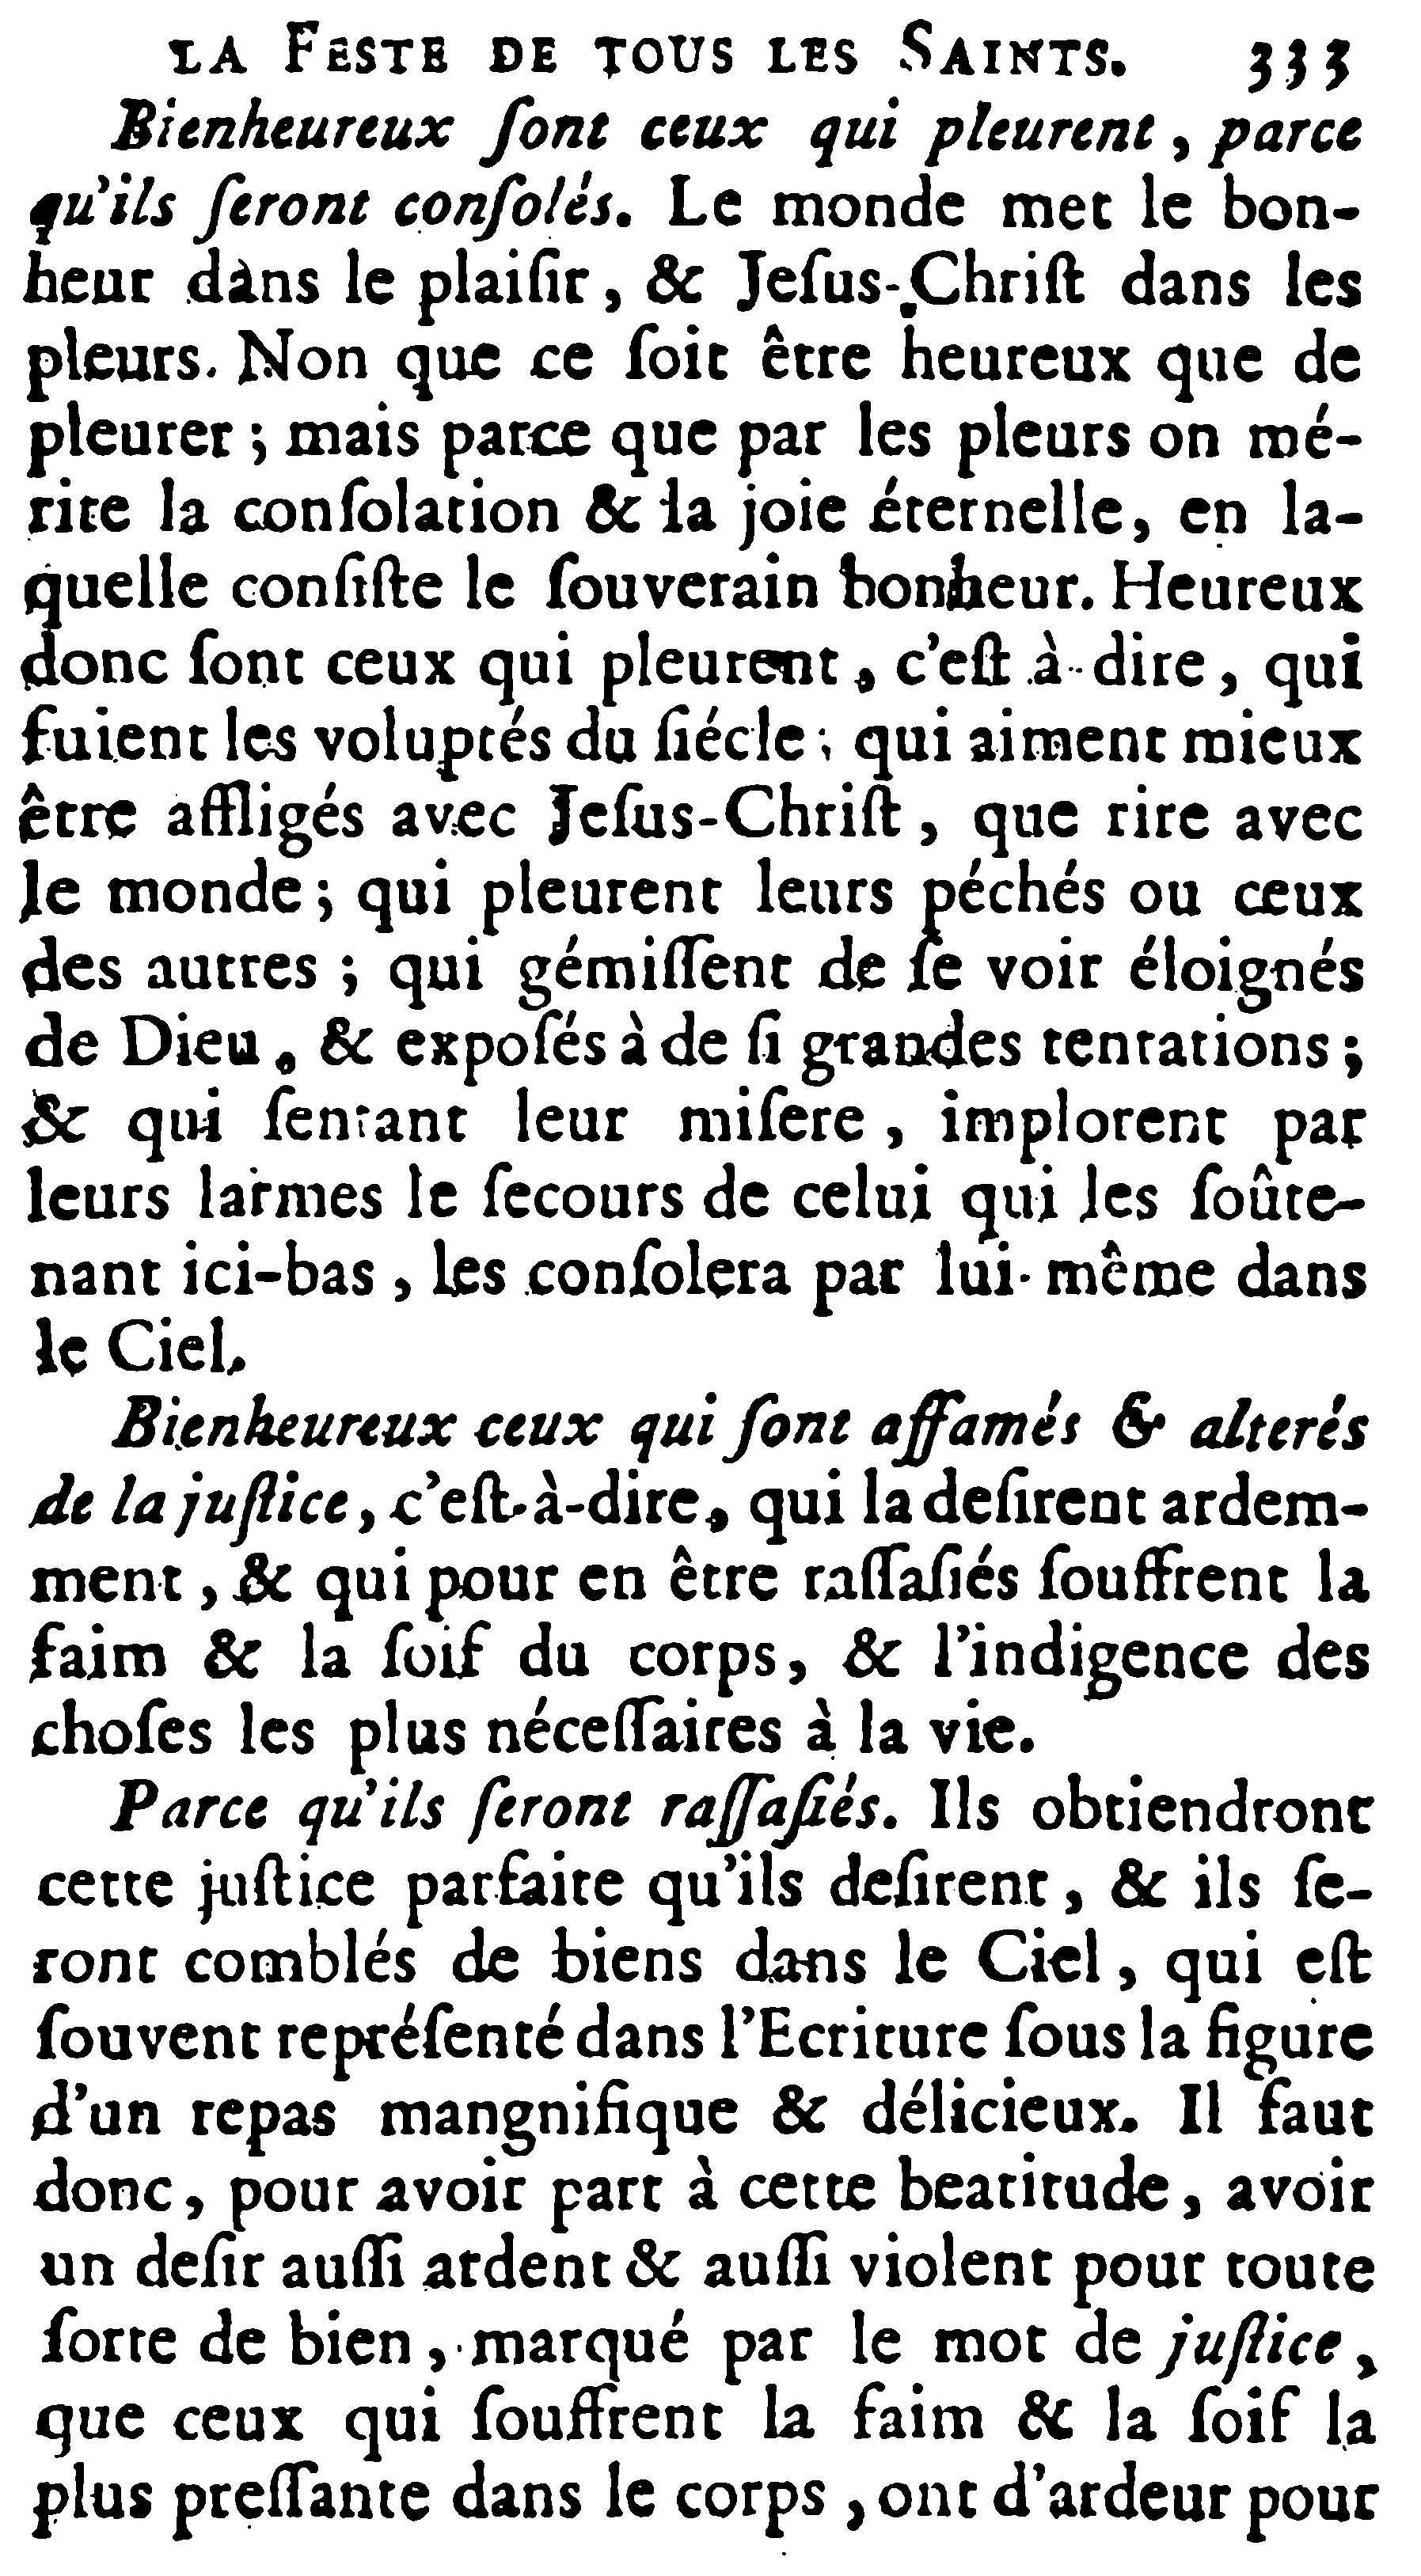 LA FESTE DE TOUS LES SAINTS. 333
Bienheureux ſont ceux qui pleurent, parce
qu'ils ſeront conſolés. Le monde met le bon-
heur dans le plaiſir, & Jeſus-Chriſt dans les
pleurs. Non que ce ſoit être heureux que de
pleurer ; mais parce que par les pleurs on mé-
rite la conſolation & la joie éternelle, en la-
quelle conſiſte le ſouverain bonheur. Heureux
donc ſont ceux qui pleurent, c'eſt à-dire, qui
fuient les voluptés du ſiécle ; qui aiment mieux
être affligés avec Jeſus-Chriſt, que rire avec
le monde ; qui pleurent leurs péchés ou ceux
des autres ; qui gémiſſent de ſe voir éloignés
de Dieu, & expoſés à de ſi grandes tentations ;
& qui ſentant leur miſere, implorent par
leurs larmes le ſecours de celui qui les ſoûte-
nant ici-bas, les conſolera par lui-même dans
le Ciel.
Bienheureux ceux qui ſont affamés & alterés
de la juſtice, c'eſt-à-dire, qui la deſirent ardem-
ment, & qui pour en être raſſaſiés ſouffrent la
faim & la ſoif du corps, & l'indigence des
choſes les plus néceſſaires à la vie.
Parce qu'ils ſeront raſſaſiés. Ils obtiendront
cette juſtice parfaite qu'ils deſirent, & ils ſe-
ront comblés de biens dans le Ciel, qui eſt
ſouvent repréſenté dans l'Ecriture ſous la figure
d'un repas mangnifique & délicieux. Il faut
donc, pour avoir part à cette beatitude, avoir
un deſir auſſi ardent & auſſi violent pour toute
ſorte de bien, marqué par le mot de juſtice,
que ceux qui ſouffrent la faim & la ſoif la
plus preſſante dans le corps, ont d'ardeur pour